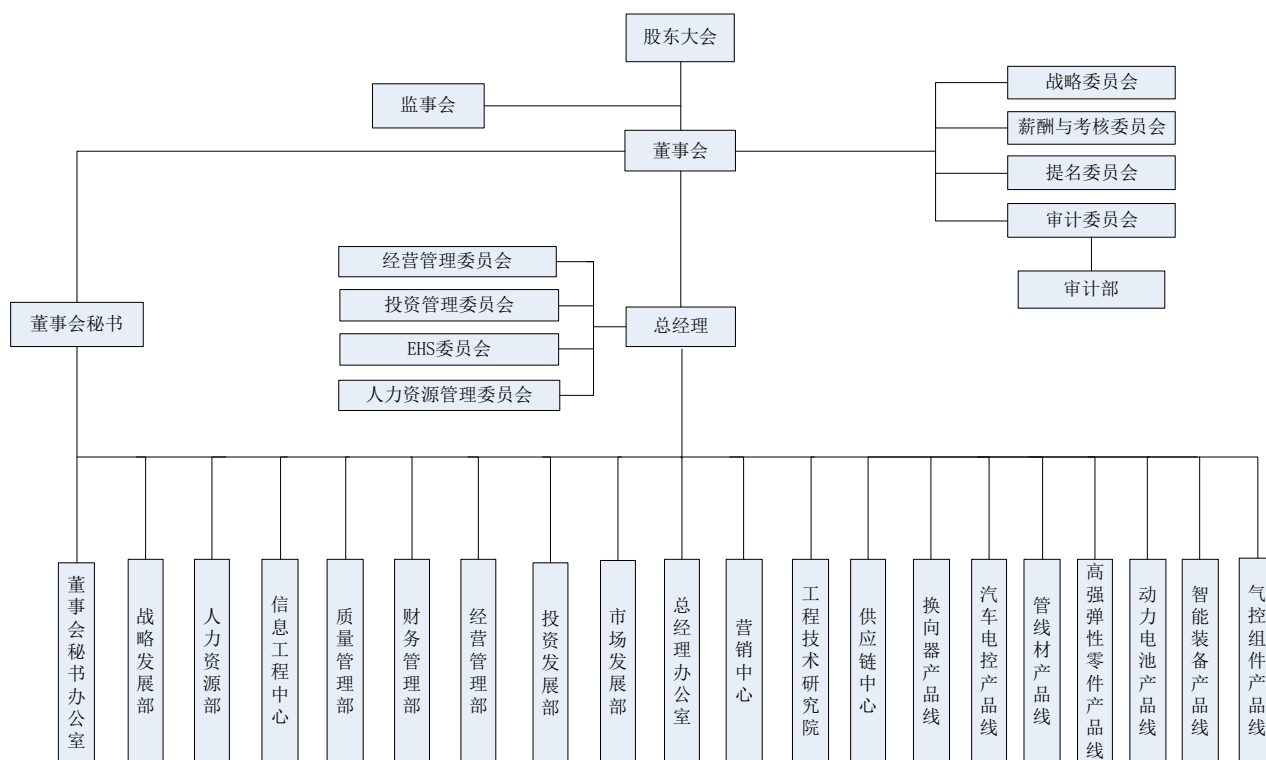 股东大会
监事会
董事会
战略委员会
薪酬与考核委员会
提名委员会
审计委员会
审计部
经营管理委员会
投资管理委员会
EHS委员会
人力资源管理委员会
董事会秘书
总经理
董事会秘书办公室
战略发展部
人力资源部
信息工程中心
质量管理部
财务管理部
经营管理部
投资发展部
市场发展部
总经理办公室
营销中心
工程技术研究院
供应链中心
换向器产品线
汽车电控产品线
管线材产品线
高强弹性零件产品线
动力电池产品线
智能装备产品线
气控组件产品线